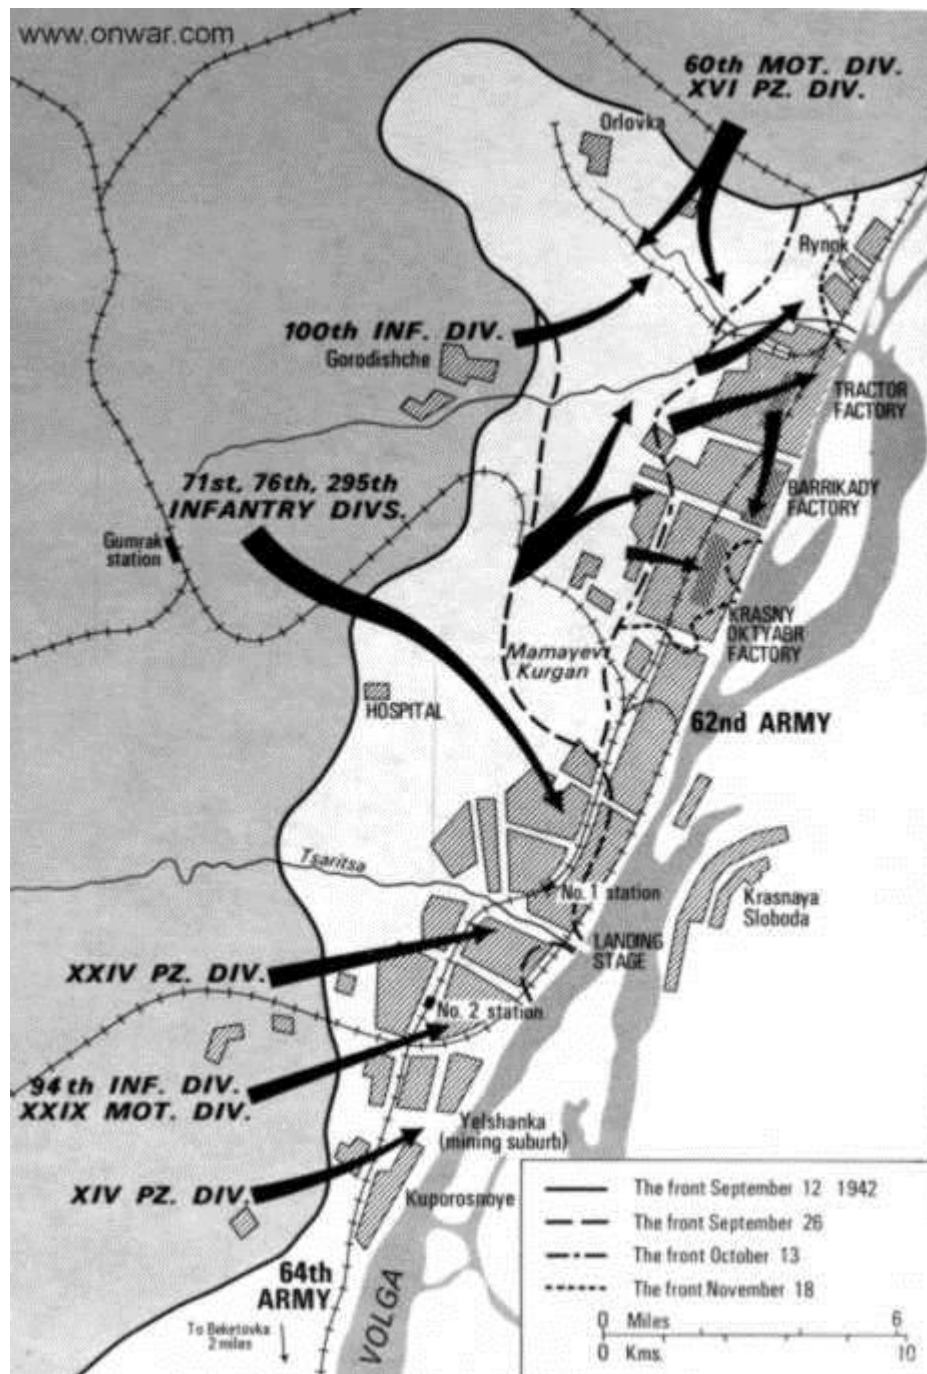 www.onwar.com
60th MOT. DIV.
XVI PZ. DIV.
Orlovka
Rynok
100th INF. DIV.
Gorodishche
TRACTOR
FACTORY
71st, 76th, 295th
INFANTRY DIVS.
BARRIKADY
FACTORY
Gumrak
station
KRASNY
OKTYABR
FACTORY
Mamayev
Kurgan
HOSPITAL
62nd ARMY
Tsaritsa
No. 1 station
Krasnaya
Sloboda
LANDING
STAGE
XXIV PZ. DIV.
No. 2 station
94th INF. DIV.
XXIX MOT. DIV.
Yelshanka
(mining suburb)
XIV PZ. DIV.
Kuporosnoye
64th
ARMY
To Beketovka
2 miles
VOLGA
The front September 12 1942
The front September 26
The front October 13
The front November 18
0 Miles 6
0 Kms. 10